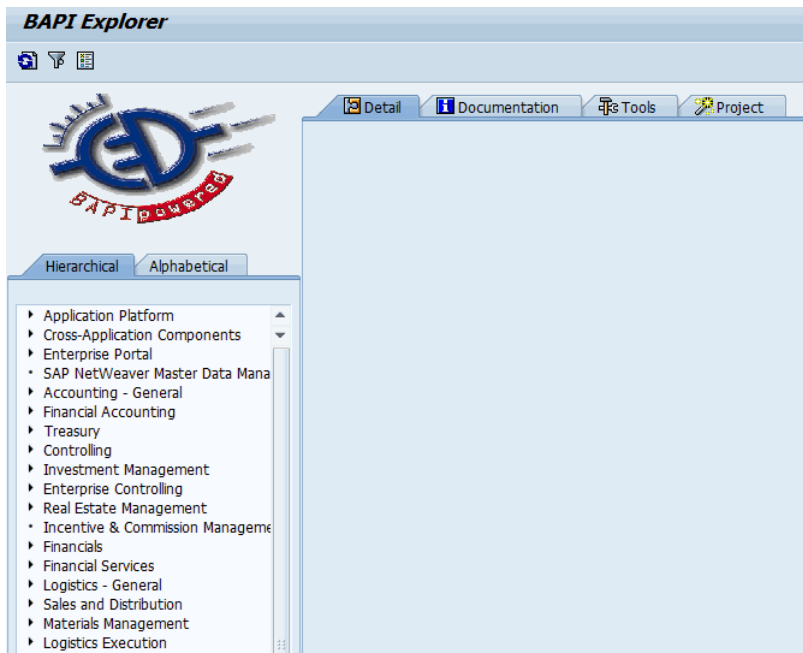 BAPI Explorer
Detail
Documentation
Tools
Project
BAPIpowered
Hierarchical
Alphabetical
Application Platform
Cross-Application Components
Enterprise Portal
SAP NetWeaver Master Data Mana
Accounting - General
Financial Accounting
Treasury
Controlling
Investment Management
Enterprise Controlling
Real Estate Management
Incentive & Commission Manageme
Financials
Financial Services
Logistics - General
Sales and Distribution
Materials Management
Logistics Execution